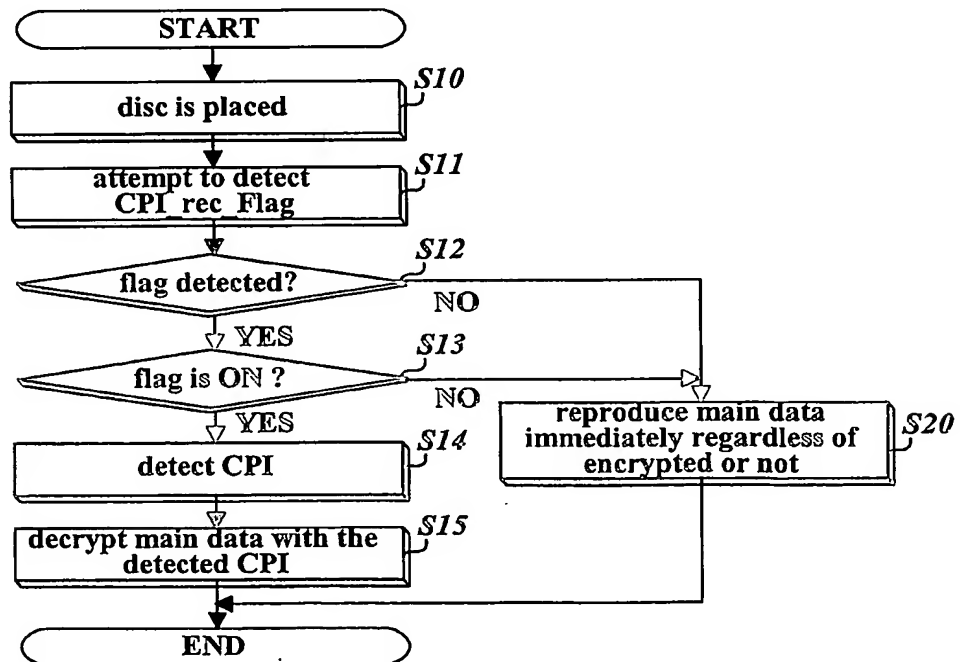 START
S10
disc is placed
S11
attempt to detect
CPI_rec_Flag
S12
flag detected?
NO
YES
S13
flag is ON ?
NO
YES
S14
detect CPI
reproduce main data
immediately regardless of
encrypted or not
S20
S15
decrypt main data with the
detected CPI
END